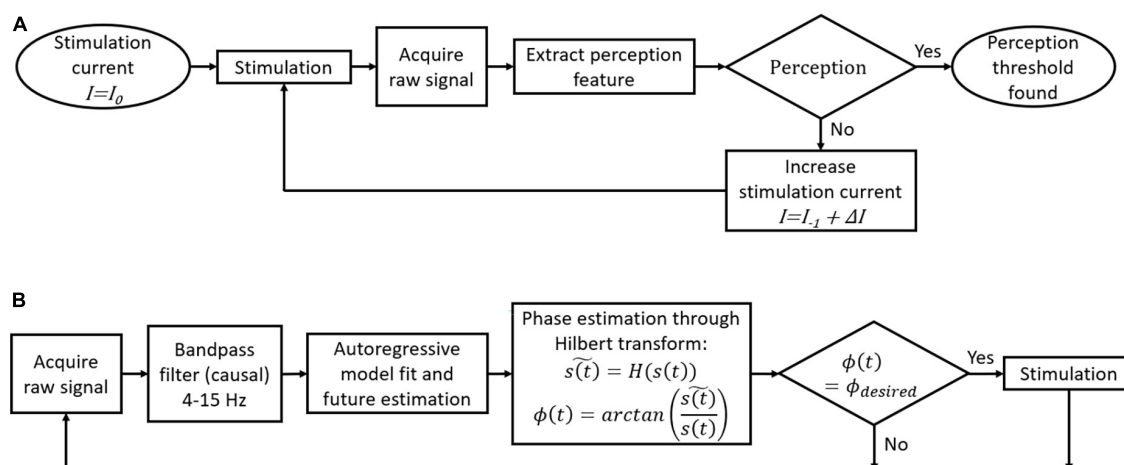 A
Stimulation
current
I=I₀
Stimulation
Acquire
raw signal
Extract perception
feature
Perception
Yes
Perception
threshold
found
No
Increase
stimulation current
I=I₋₁ + ΔI
B
Acquire
raw signal
Bandpass
filter (causal)
4-15 Hz
Autoregressive
model fit and
future estimation
Phase estimation through
Hilbert transform:
s͂(t) = H(s(t))
ϕ(t) = arctan(s͂(t)/s(t))
ϕ(t)
= ϕ_desired
Yes
Stimulation
No